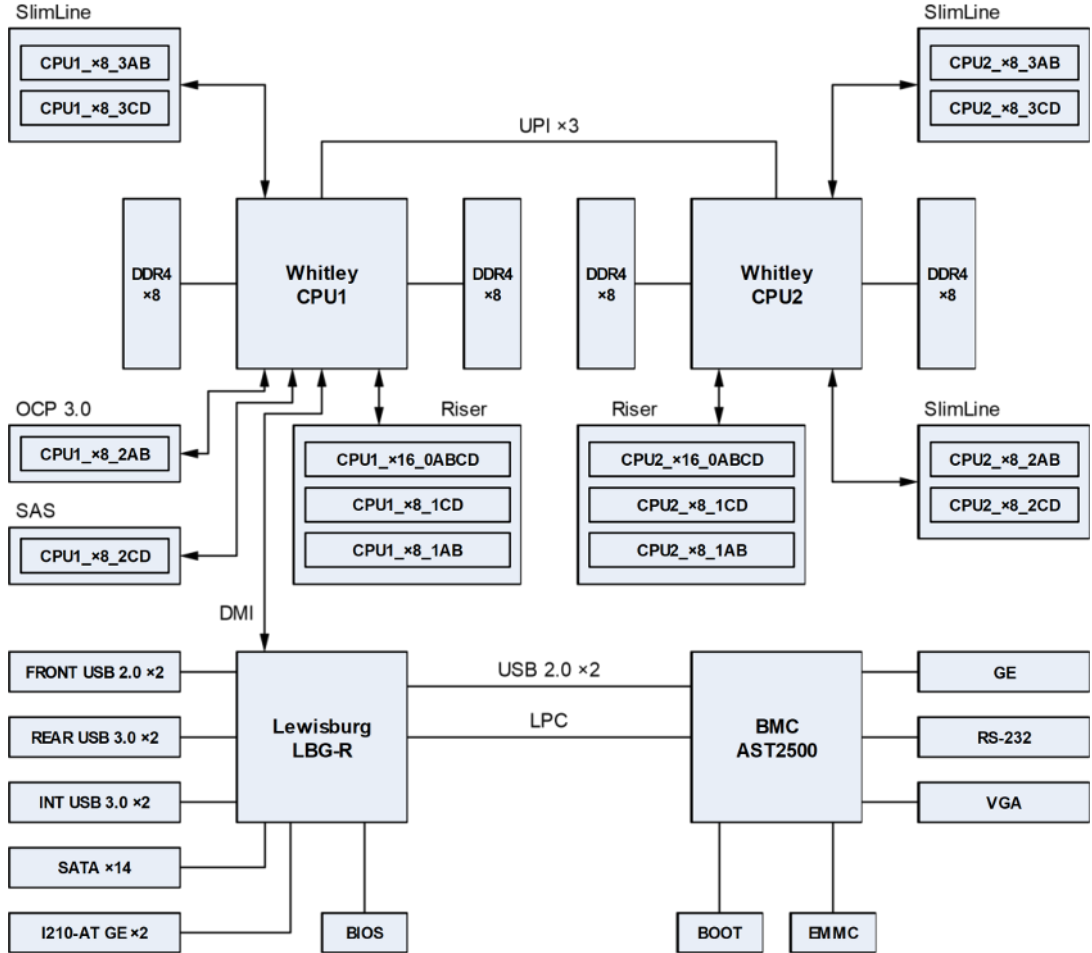 SlimLine
CPU1_×8_3AB
CPU1_×8_3CD
SlimLine
CPU2_×8_3AB
CPU2_×8_3CD
UPI ×3
DDR4
×8
Whitley
CPU1
DDR4
×8
DDR4
×8
Whitley
CPU2
DDR4
×8
OCP 3.0
CPU1_×8_2AB
SAS
CPU1_×8_2CD
Riser
CPU1_×16_0ABCD
CPU1_×8_1CD
CPU1_×8_1AB
Riser
CPU2_×16_0ABCD
CPU2_×8_1CD
CPU2_×8_1AB
SlimLine
CPU2_×8_2AB
CPU2_×8_2CD
DMI
FRONT USB 2.0 ×2
REAR USB 3.0 ×2
INT USB 3.0 ×2
SATA ×14
I210-AT GE ×2
Lewisburg
LBG-R
BIOS
USB 2.0 ×2
LPC
BMC
AST2500
GE
RS-232
VGA
BOOT
EMMC